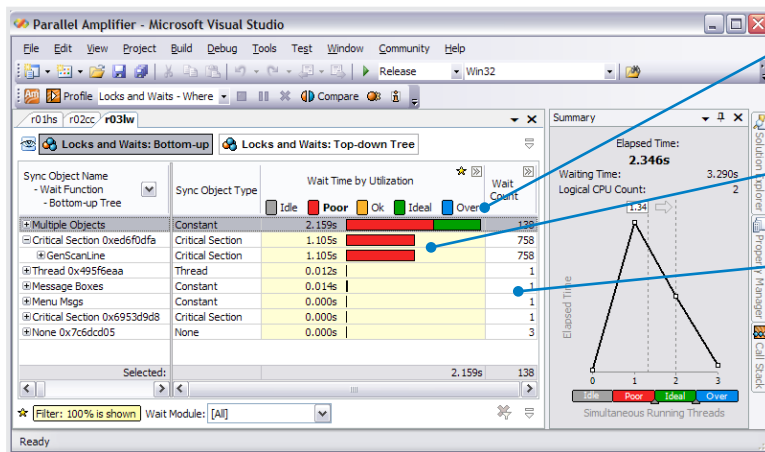 Parallel Amplifier - Microsoft Visual Studio
File Edit View Project Build Debug Tools Test Window Community Help
Release Win32
Profile Locks and Waits - Where Compare
r01hs r02cc r03lw
Locks and Waits: Bottom-up Locks and Waits: Top-down Tree
Sync Object Name
- Wait Function
- Bottom-up Tree
Sync Object Type
Wait Time by Utilization
Idle Poor Ok Ideal Over
Wait
Count
Multiple Objects Constant 2.159s 138
Critical Section 0xed6f0dfa Critical Section 1.105s 758
GenScanLine Critical Section 1.105s 758
Thread 0x495f6eaa Thread 0.012s 1
Message Boxes Constant 0.014s 1
Menu Msgs Constant 0.000s 1
Critical Section 0x6953d9d8 Critical Section 0.000s 1
None 0x7c6dcd05 None 0.000s 3
Selected: 2.159s 138
Filter: 100% is shown Wait Module: [All]
Ready
Summary
Elapsed Time:
2.346s
Waiting Time: 3.290s
Logical CPU Count: 2
1.34
Elapsed Time
0 1 2 3
Idle Poor Ideal Over
Simultaneous Running Threads
Solution Explorer
Property Manager
Call Stack